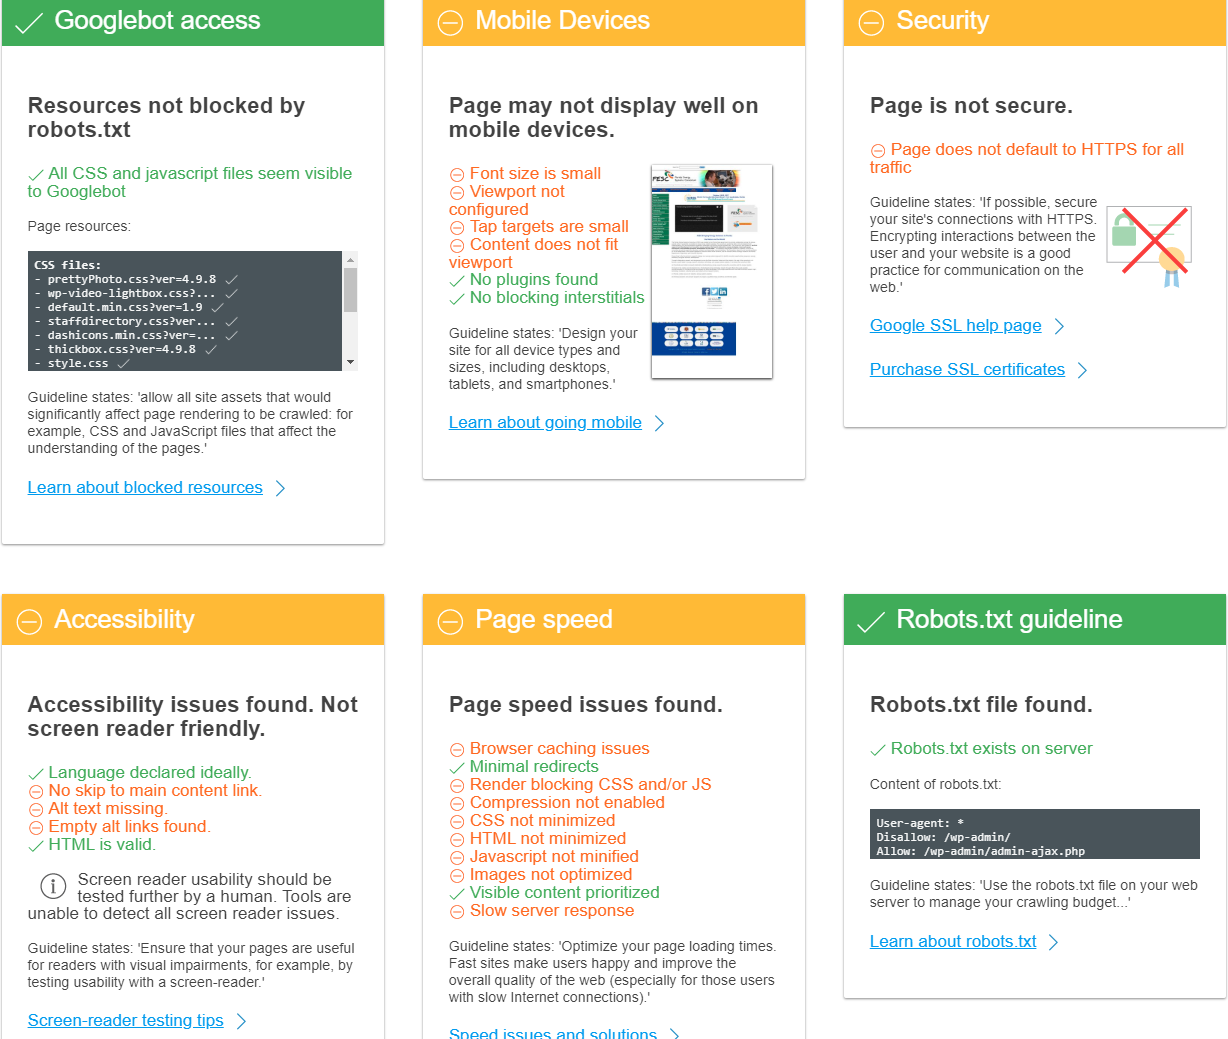 Googlebot access
Resources not blocked by
robots.txt
All CSS and javascript files seem visible
to Googlebot
Page resources:
CSS files:
- prettyPhoto.css?ver=4.9.8
- wp-video-lightbox.css?...
- default.min.css?ver=1.9
- staffdirectory.css?ver...
- dashicons.min.css?ver=...
- thickbox.css?ver=4.9.8
- style.css
Guideline states: 'allow all site assets that would
significantly affect page rendering to be crawled: for
example, CSS and JavaScript files that affect the
understanding of the pages.'
Learn about blocked resources
Mobile Devices
Page may not display well on
mobile devices.
Font size is small
Viewport not
configured
Tap targets are small
Content does not fit
viewport
No plugins found
No blocking interstitials
FESC
Guideline states: 'Design your
site for all device types and
sizes, including desktops,
tablets, and smartphones.'
Learn about going mobile
Security
Page is not secure.
Page does not default to HTTPS for all
traffic
Guideline states: 'If possible, secure
your site's connections with HTTPS.
Encrypting interactions between the
user and your website is a good
practice for communication on the
web.'
Google SSL help page
Purchase SSL certificates
Accessibility
Accessibility issues found. Not
screen reader friendly.
Language declared ideally.
No skip to main content link.
Alt text missing.
Empty alt links found.
HTML is valid.
Screen reader usability should be
tested further by a human. Tools are
unable to detect all screen reader issues.
Guideline states: 'Ensure that your pages are useful
for readers with visual impairments, for example, by
testing usability with a screen-reader.'
Screen-reader testing tips
Page speed
Page speed issues found.
Browser caching issues
Minimal redirects
Render blocking CSS and/or JS
Compression not enabled
CSS not minimized
HTML not minimized
Javascript not minified
Images not optimized
Visible content prioritized
Slow server response
Guideline states: 'Optimize your page loading times.
Fast sites make users happy and improve the
overall quality of the web (especially for those users
with slow Internet connections).'
Speed issues and solutions
Robots.txt guideline
Robots.txt file found.
Robots.txt exists on server
Content of robots.txt:
User-agent: *
Disallow: /wp-admin/
Allow: /wp-admin/admin-ajax.php
Guideline states: 'Use the robots.txt file on your web
server to manage your crawling budget...'
Learn about robots.txt